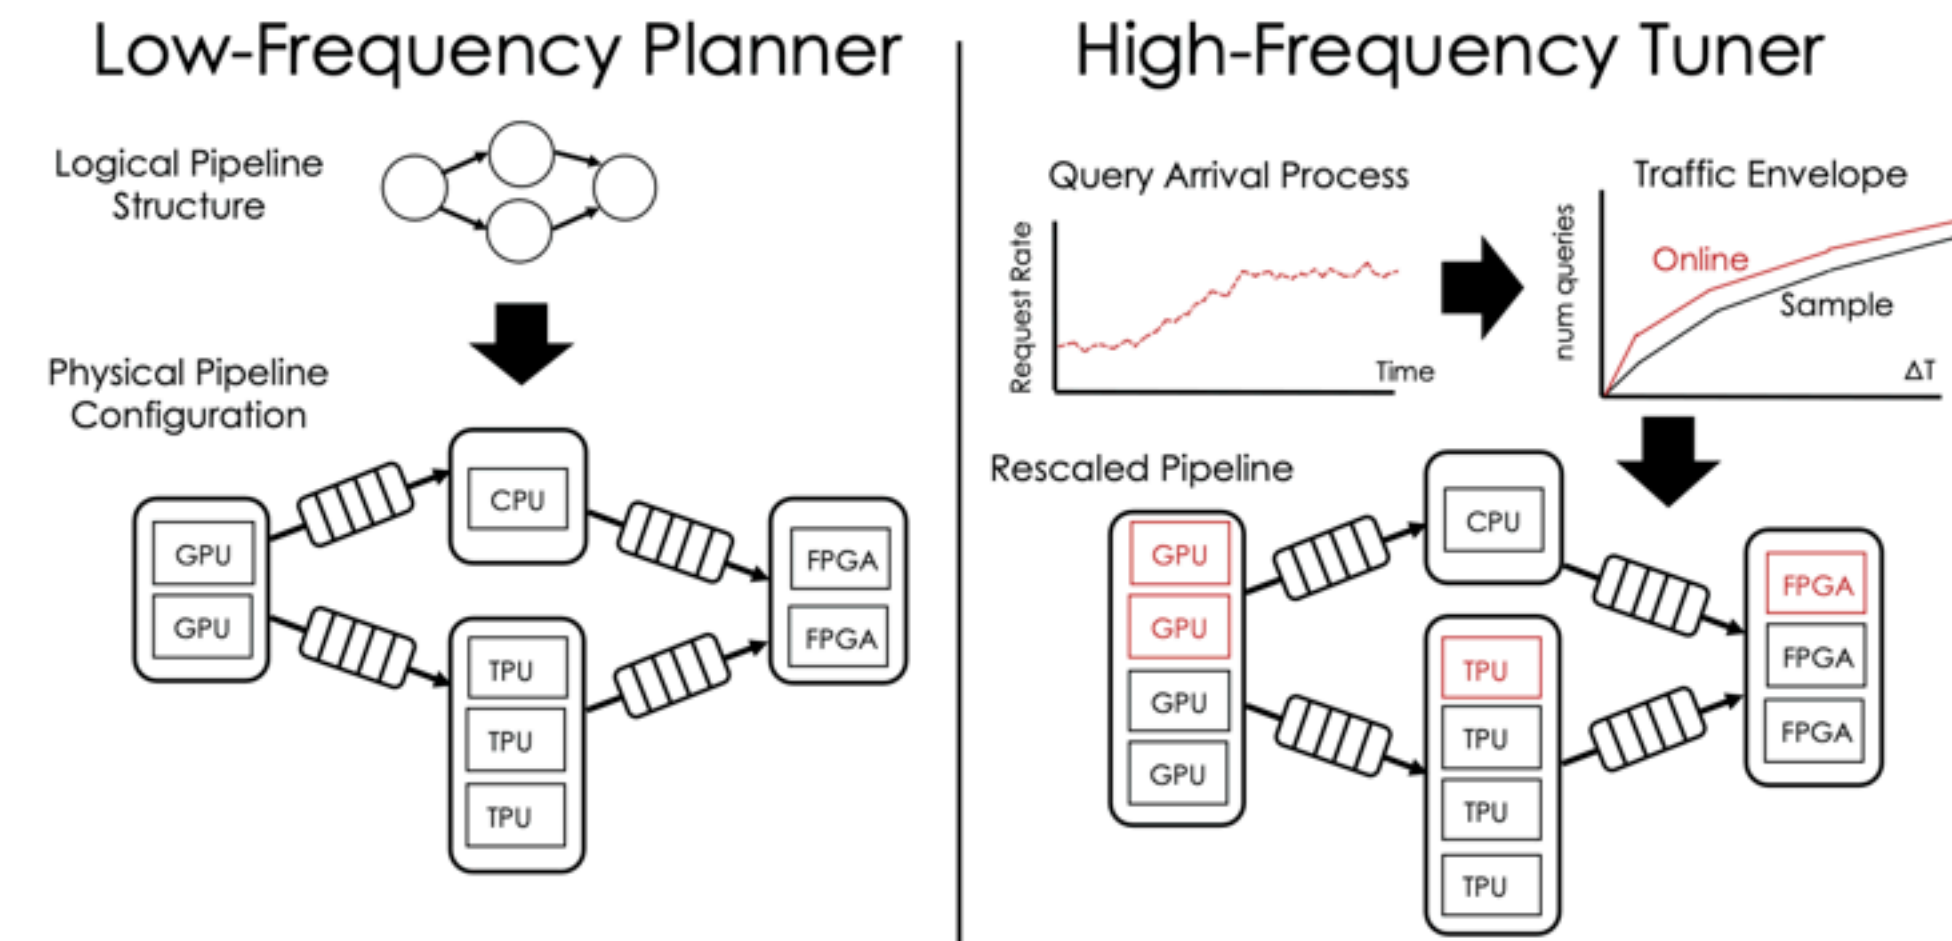 Low-Frequency Planner
Logical Pipeline
Structure
Physical Pipeline
Configuration
GPU
GPU
CPU
TPU
TPU
TPU
FPGA
FPGA
High-Frequency Tuner
Query Arrival Process
Request Rate
Time
Traffic Envelope
num queries
Online
Sample
ΔT
Rescaled Pipeline
GPU
GPU
GPU
GPU
CPU
TPU
TPU
TPU
TPU
FPGA
FPGA
FPGA